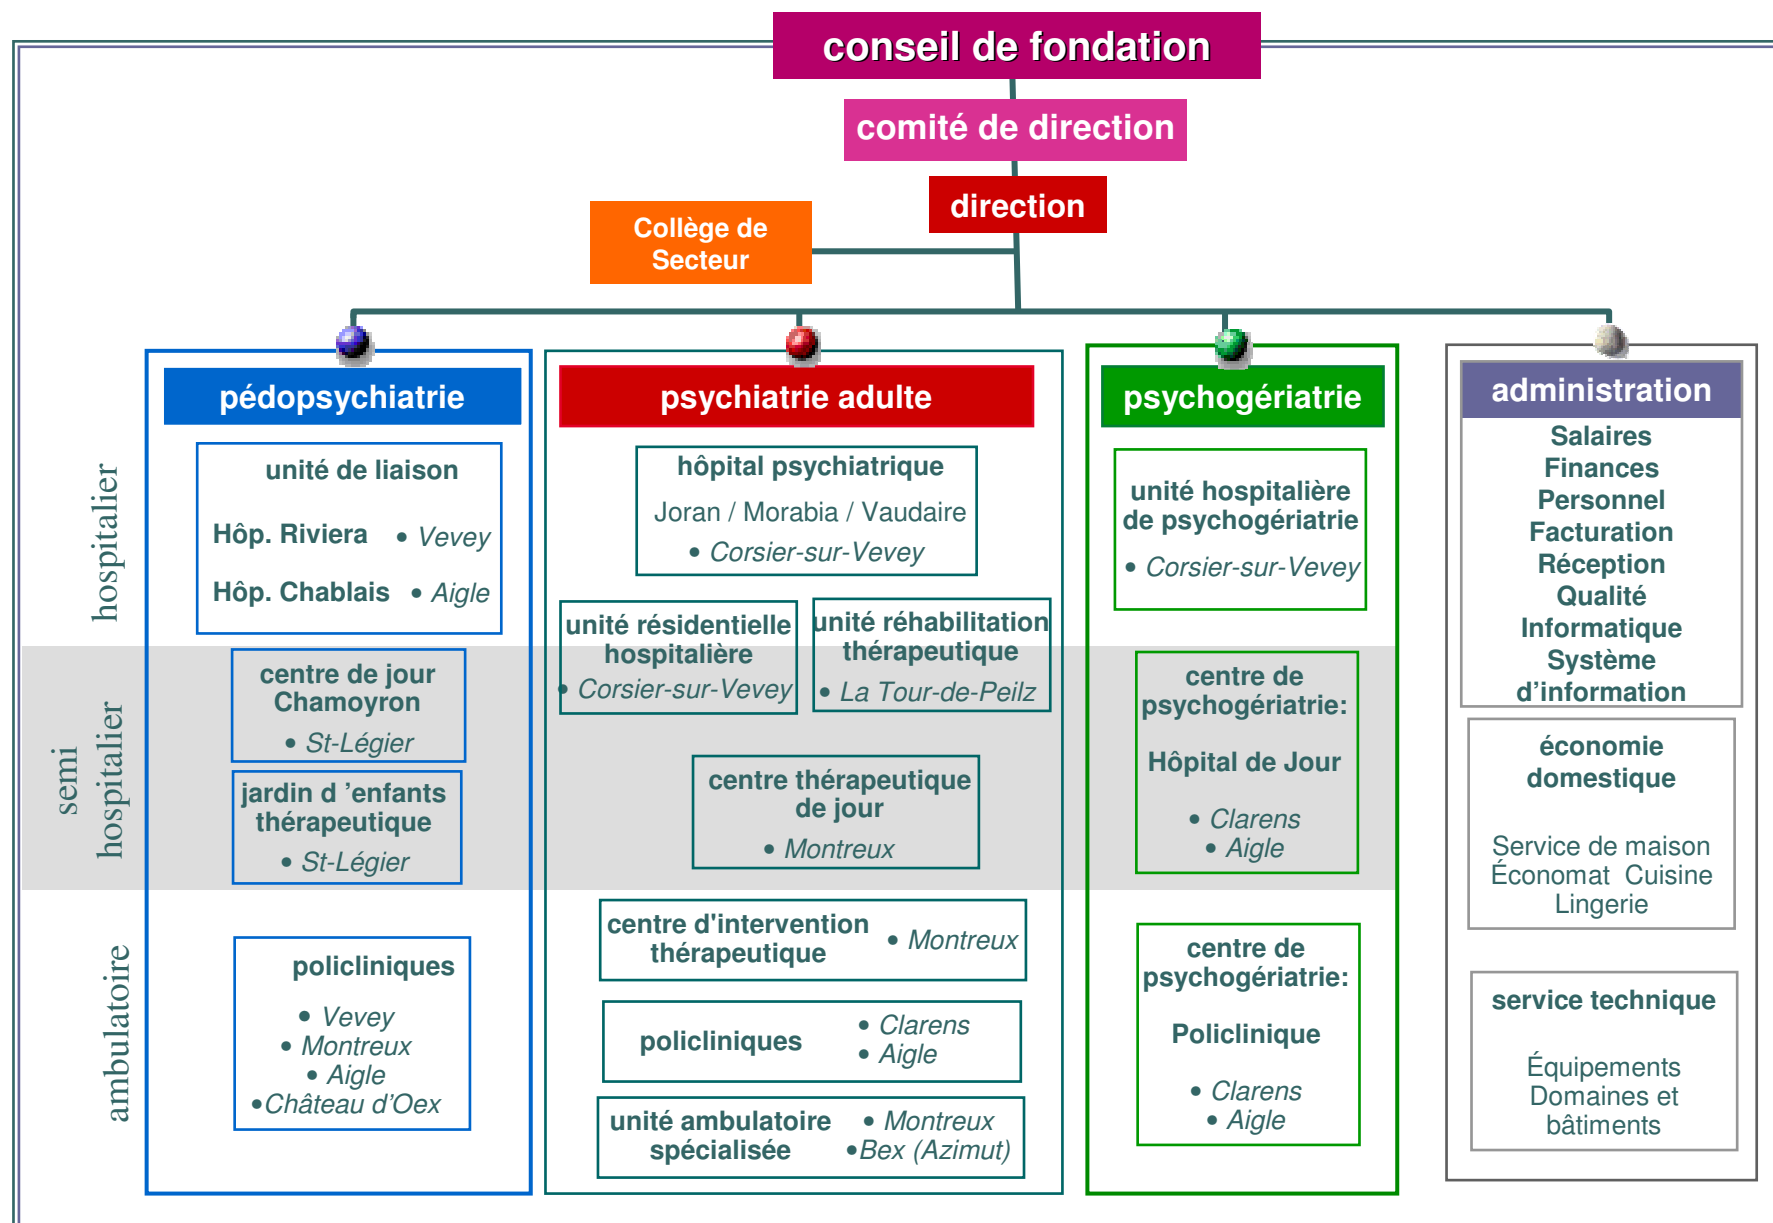 conseil de fondation
comité de direction
direction
Collège de
Secteur
hospitalier
semi
hospitalier
ambulatoire
pédopsychiatrie
unité de liaison
Hôp. Riviera • Vevey
Hôp. Chablais • Aigle
centre de jour
Chamoyron
• St-Légier
jardin d ’enfants
thérapeutique
• St-Légier
policliniques
• Vevey
• Montreux
• Aigle
•Château d’Oex
psychiatrie adulte
hôpital psychiatrique
Joran / Morabia / Vaudaire
• Corsier-sur-Vevey
unité résidentielle
hospitalière
• Corsier-sur-Vevey
unité réhabilitation
thérapeutique
• La Tour-de-Peilz
centre thérapeutique
de jour
• Montreux
centre d'intervention
thérapeutique
• Montreux
policliniques
• Clarens
• Aigle
unité ambulatoire
spécialisée
• Montreux
•Bex (Azimut)
psychogériatrie
unité hospitalière
de psychogériatrie
• Corsier-sur-Vevey
centre de
psychogériatrie:
Hôpital de Jour
• Clarens
• Aigle
centre de
psychogériatrie:
Policlinique
• Clarens
• Aigle
administration
Salaires
Finances
Personnel
Facturation
Réception
Qualité
Informatique
Système
d’information
économie
domestique
Service de maison
Économat Cuisine
Lingerie
service technique
Équipements
Domaines et
bâtiments